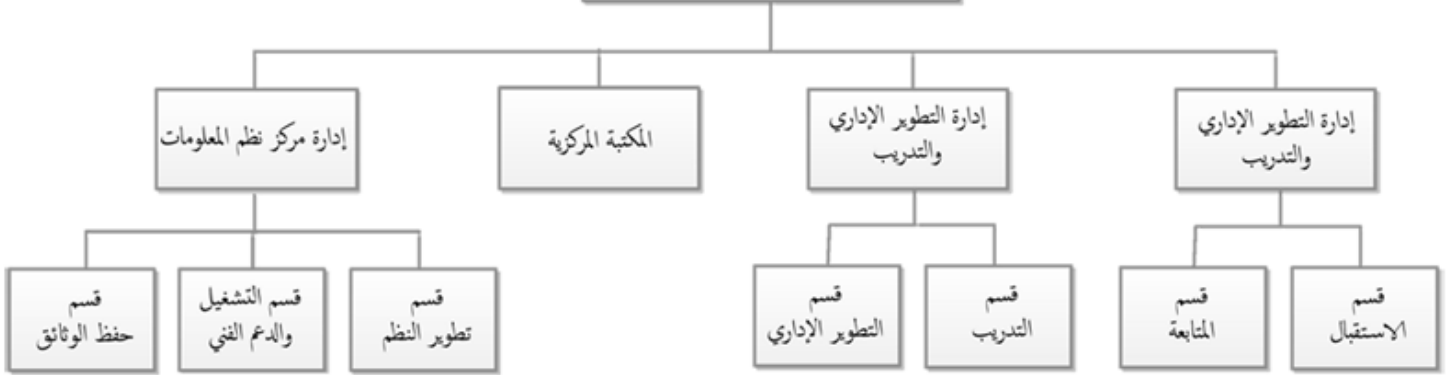 إدارة التطوير الإداري
والتدريب
إدارة التطوير الإداري
والتدريب
المكتبة المركزية
إدارة مركز نظم المعلومات
قسم
الاستقبال
قسم
المتابعة
قسم
التدريب
قسم
التطوير الإداري
قسم
تطوير النظم
قسم التشغيل
والدعم الفني
قسم
حفظ الوثائق